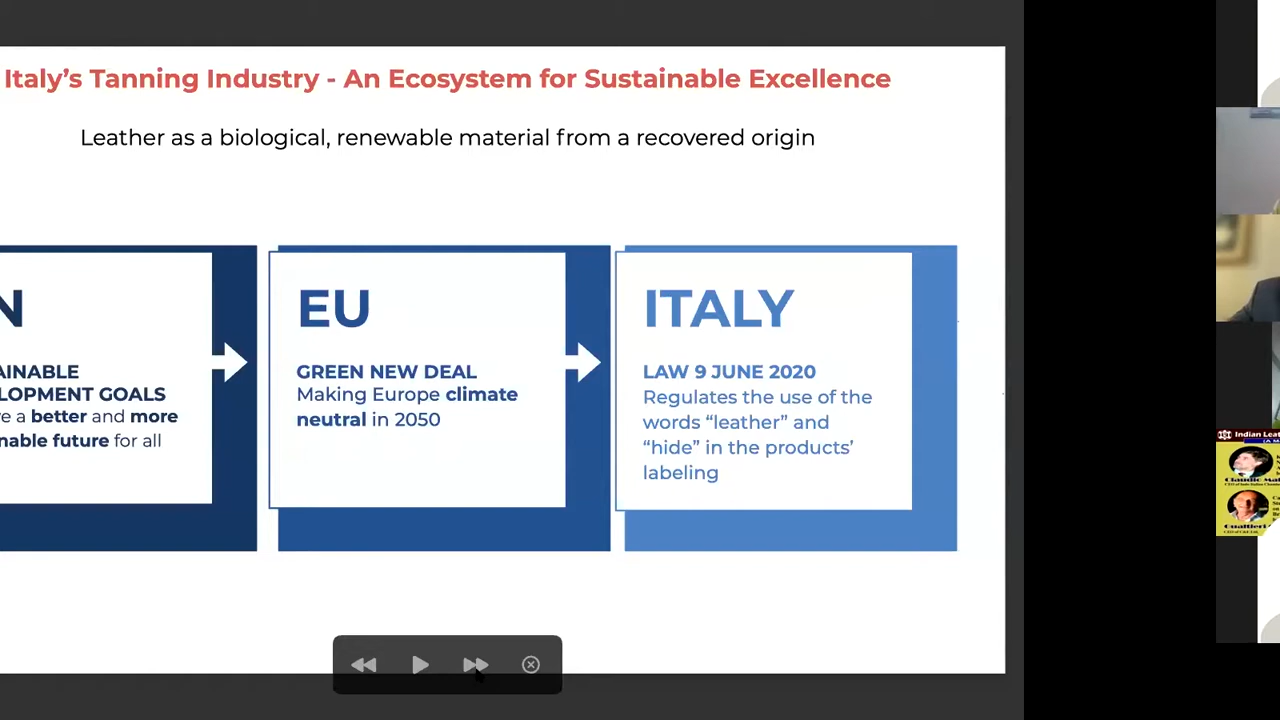 Italy’s Tanning Industry - An Ecosystem for Sustainable Excellence
Leather as a biological, renewable material from a recovered origin
N
AINABLE
LOPMENT GOALS
e a better and more
nable future for all
EU
GREEN NEW DEAL
Making Europe climate
neutral in 2050
ITALY
LAW 9 JUNE 2020
Regulates the use of the
words “leather” and
“hide” in the products’
labeling
Indian Leat